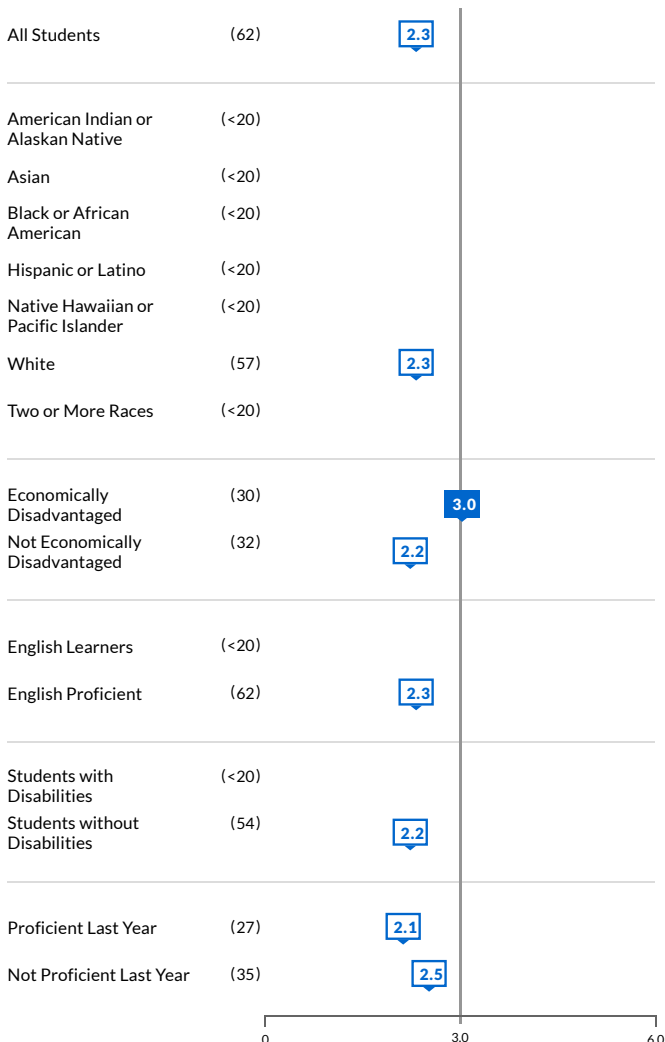 All Students (62) 2.3
American Indian or (<20)
Alaskan Native
Asian (<20)
Black or African (<20)
American
Hispanic or Latino (<20)
Native Hawaiian or (<20)
Pacific Islander
White (57) 2.3
Two or More Races (<20)
Economically (30) 3.0
Disadvantaged
Not Economically (32) 2.2
Disadvantaged
English Learners (<20)
English Proficient (62) 2.3
Students with (<20)
Disabilities
Students without (54) 2.2
Disabilities
Proficient Last Year (27) 2.1
Not Proficient Last Year (35) 2.5
0 3.0 6.0